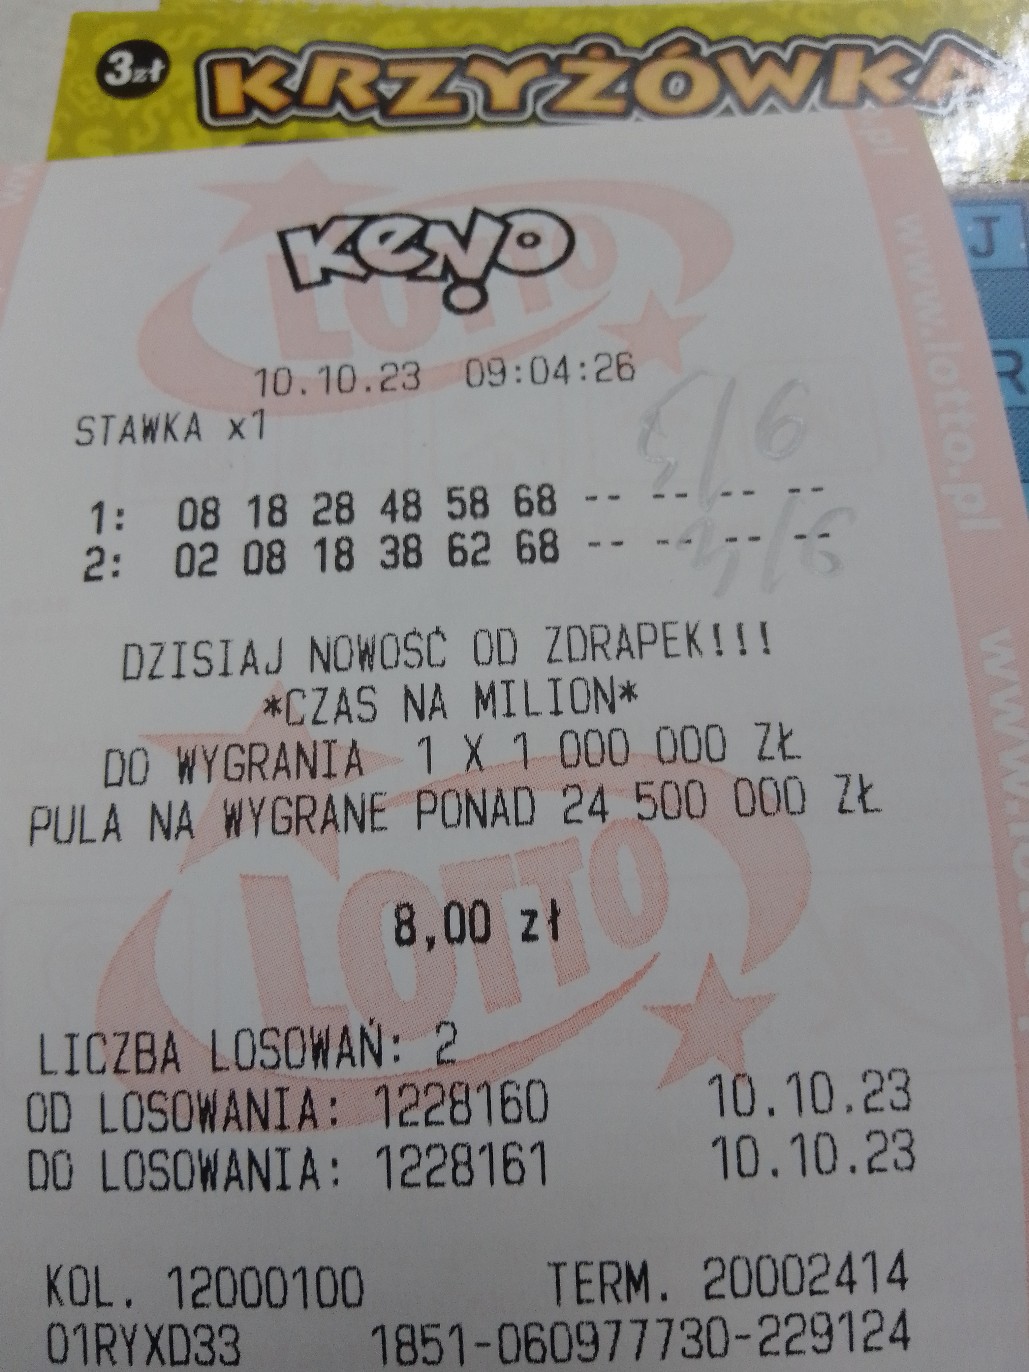 3zł KRZYŻÓWKA
Keno
LOTTO
10.10.23 09:04:26
STAWKA x1
1: 08 18 28 48 58 68 -- -- -- --
2: 02 08 18 38 62 68 -- -- -- --
DZISIAJ NOWOŚĆ OD ZDRAPEK!!!
*CZAS NA MILION*
DO WYGRANIA 1 X 1 000 000 ZŁ
PULA NA WYGRANE PONAD 24 500 000 ZŁ
LOTTO
8,00 zł
LICZBA LOSOWAŃ: 2
OD LOSOWANIA: 1228160 10.10.23
DO LOSOWANIA: 1228161 10.10.23
KOL. 12000100 TERM. 20002414
01RYXD33 1851-060977730-229124
www.lotto.pl
J
R